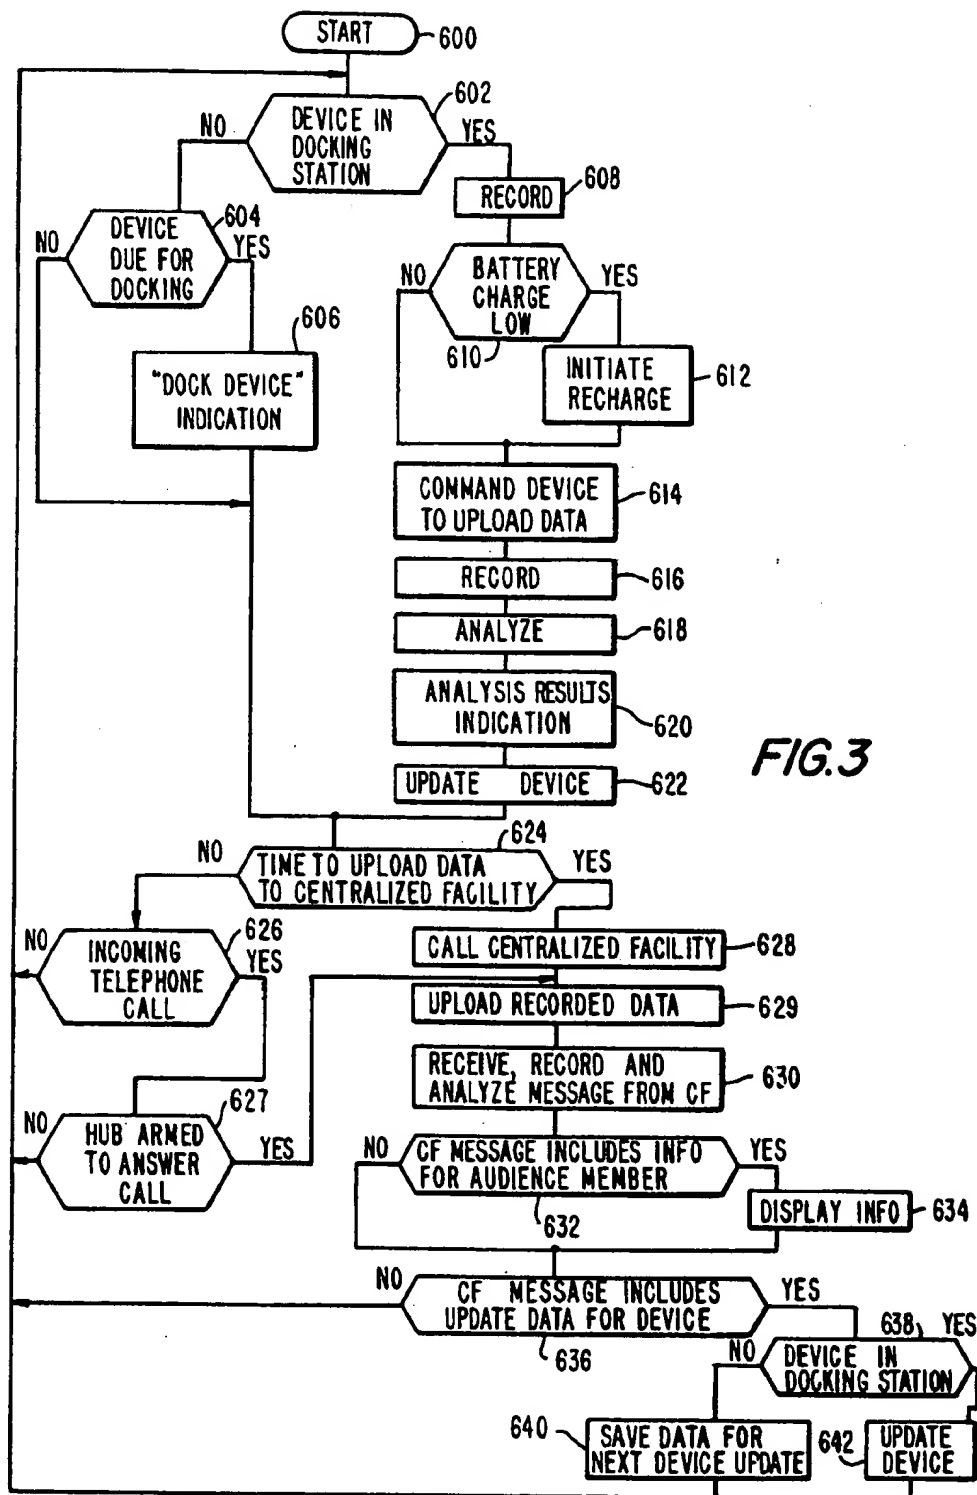 START
600
602
DEVICE IN
DOCKING
STATION
NO
YES
608
RECORD
604
DEVICE
DUE FOR
DOCKING
NO
YES
BATTERY
CHARGE
LOW
NO
YES
610
606
"DOCK DEVICE"
INDICATION
INITIATE
RECHARGE
612
COMMAND DEVICE
TO UPLOAD DATA
614
RECORD
616
ANALYZE
618
ANALYSIS RESULTS
INDICATION
620
FIG.3
UPDATE DEVICE
622
624
NO
TIME TO UPLOAD DATA
TO CENTRALIZED FACILITY
YES
626
NO
INCOMING
TELEPHONE
CALL
YES
CALL CENTRALIZED FACILITY
628
UPLOAD RECORDED DATA
629
RECEIVE, RECORD AND
ANALYZE MESSAGE FROM CF
630
627
NO
HUB ARMED
TO ANSWER
CALL
YES
NO
CF MESSAGE INCLUDES INFO
FOR AUDIENCE MEMBER
YES
632
DISPLAY INFO
634
NO
CF MESSAGE INCLUDES
UPDATE DATA FOR DEVICE
YES
636
638
NO
DEVICE IN
DOCKING STATION
YES
640
SAVE DATA FOR
NEXT DEVICE UPDATE
642
UPDATE
DEVICE